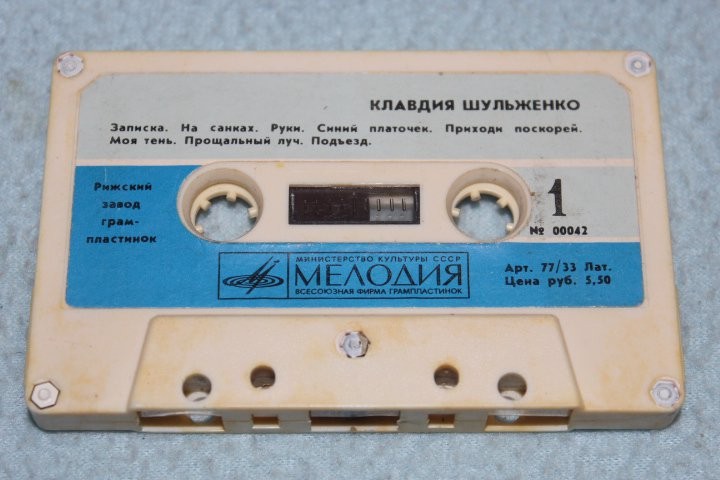 КЛАВДИЯ ШУЛЬЖЕНКО
Записка. На санках. Руки. Синий платочек. Приходи поскорей.
Моя тень. Прощальный луч. Подъезд.
Рижский
завод
грам-
пластинок
1
№ 00042
МИНИСТЕРСТВО КУЛЬТУРЫ СССР
МЕЛОДИЯ
ВСЕСОЮЗНАЯ ФИРМА ГРАМПЛАСТИНОК
Арт. 77/33 Лат.
Цена руб. 5,50